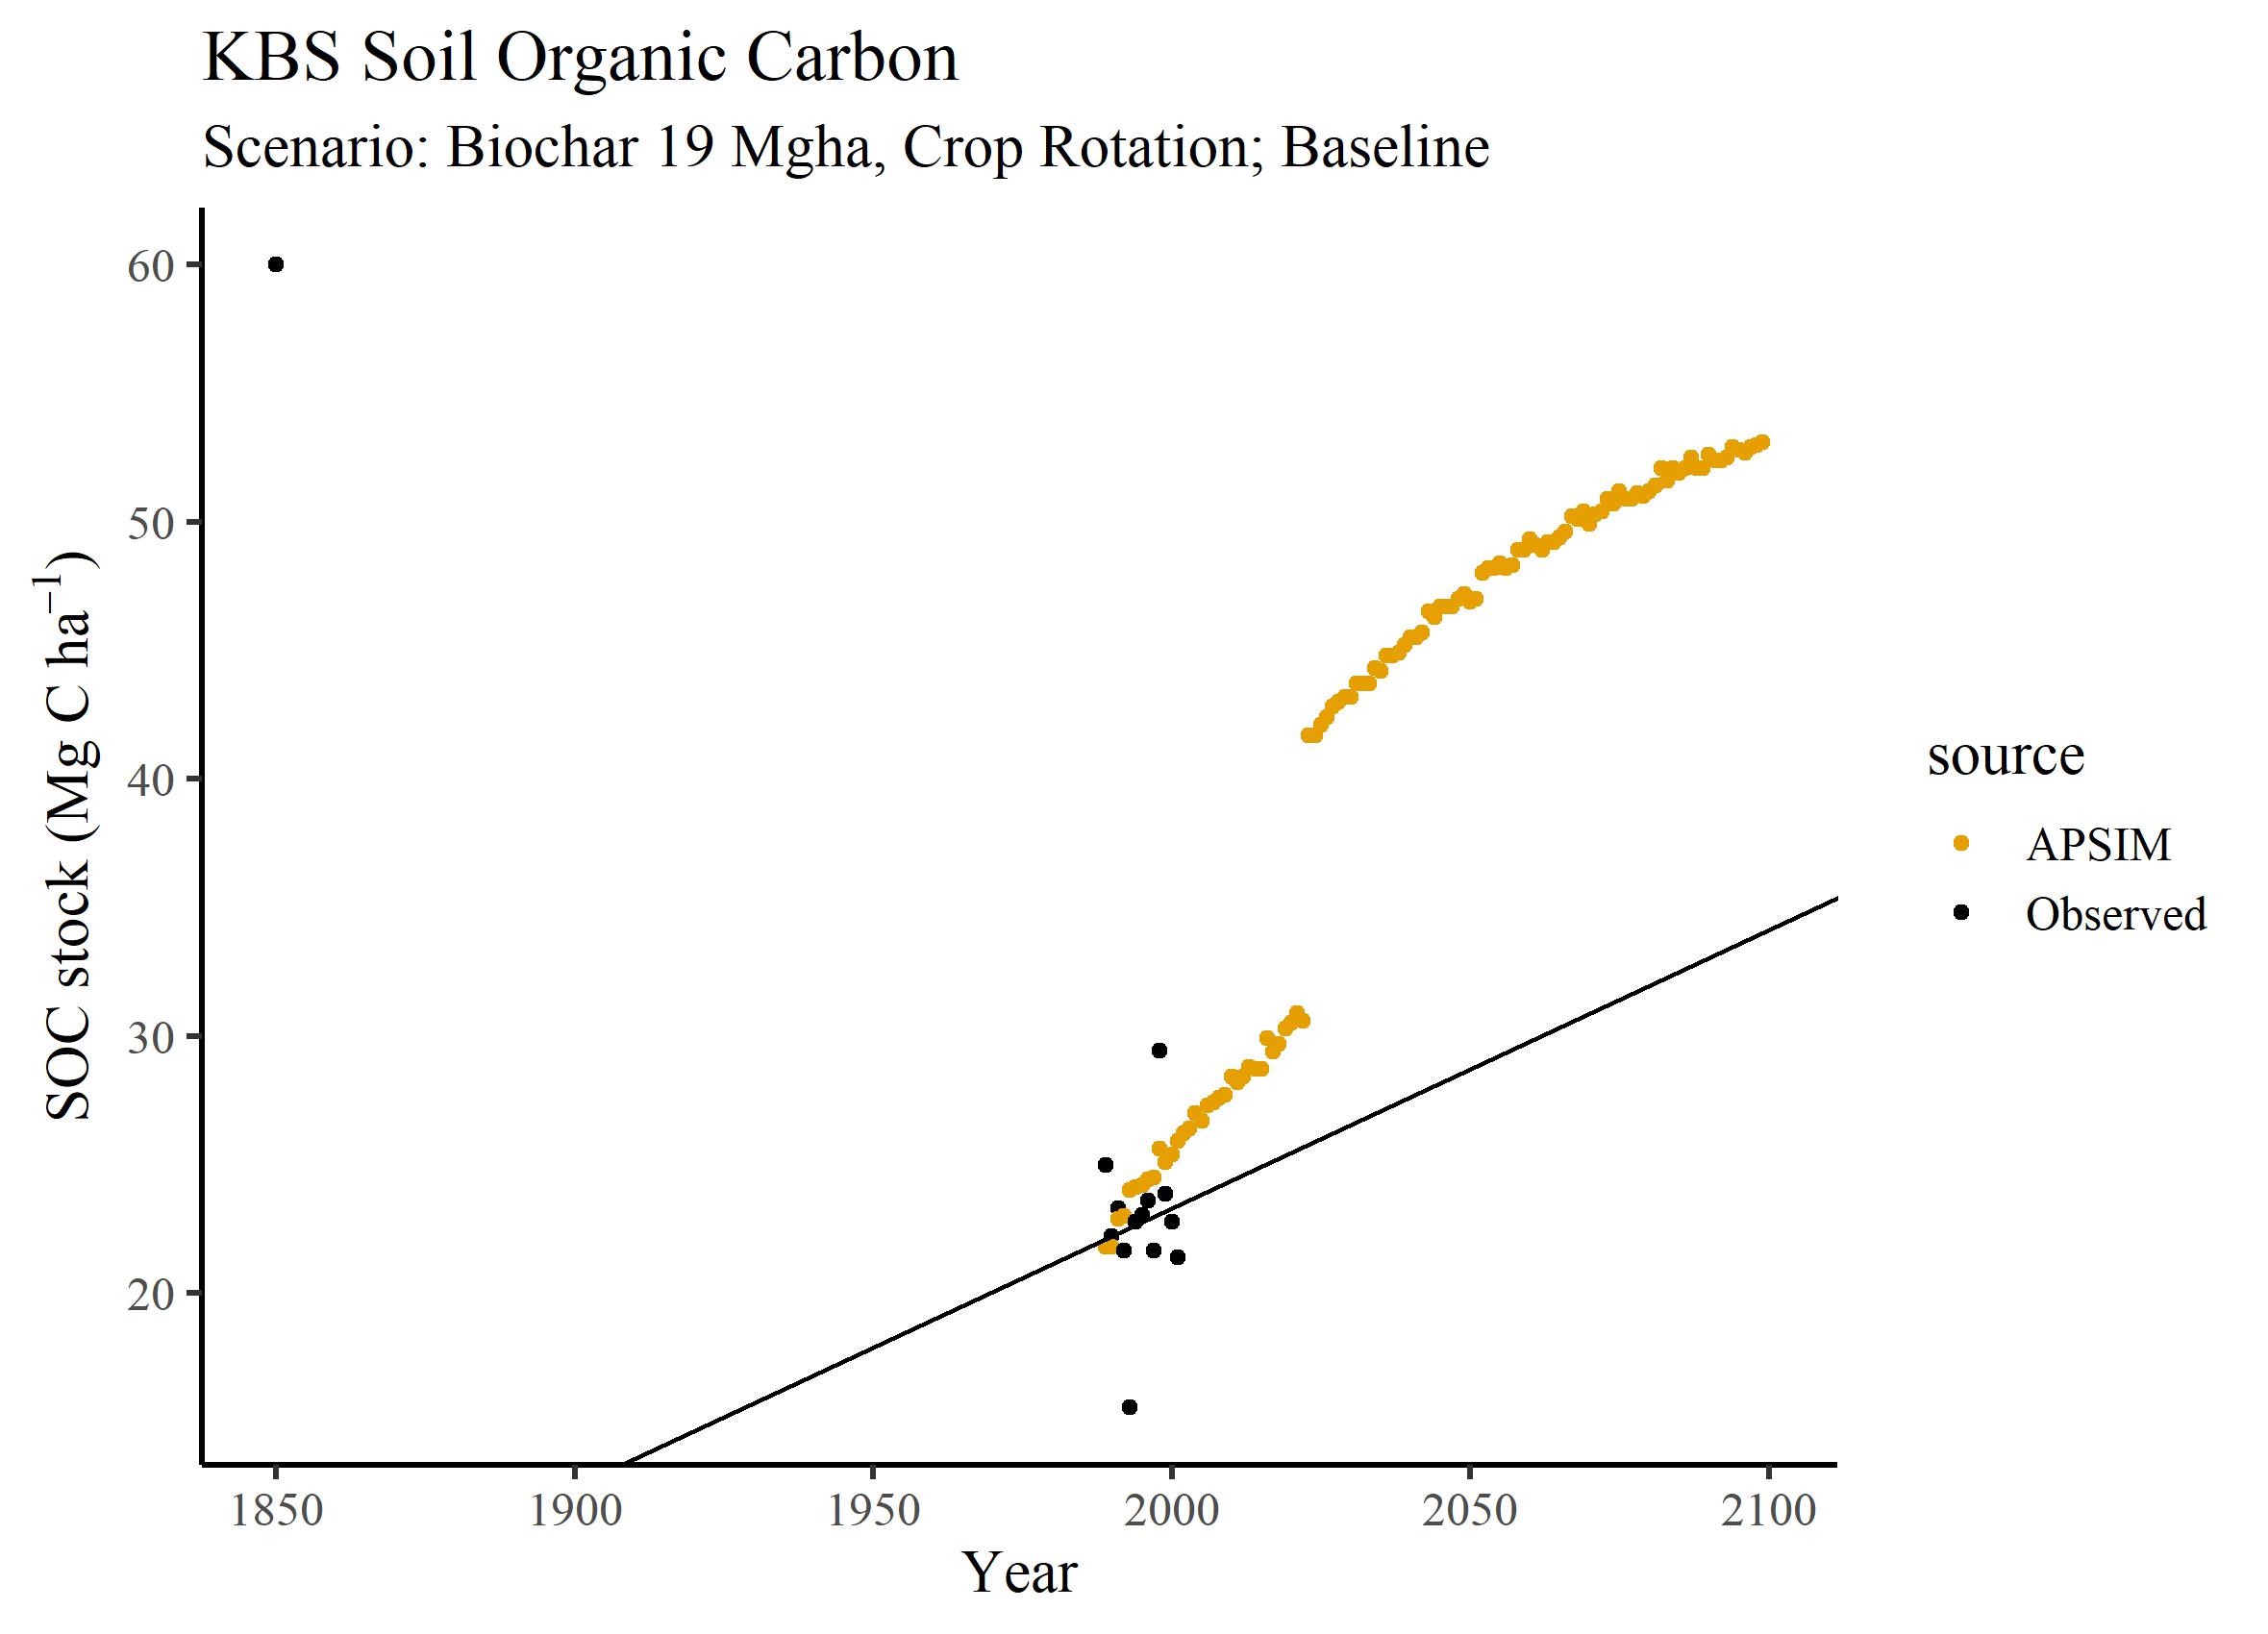 KBS Soil Organic Carbon
Scenario: Biochar 19 Mgha, Crop Rotation; Baseline
SOC stock (Mg C ha⁻¹)
60
50
40
30
20
1850
1900
1950
2000
2050
2100
Year
source
APSIM
Observed